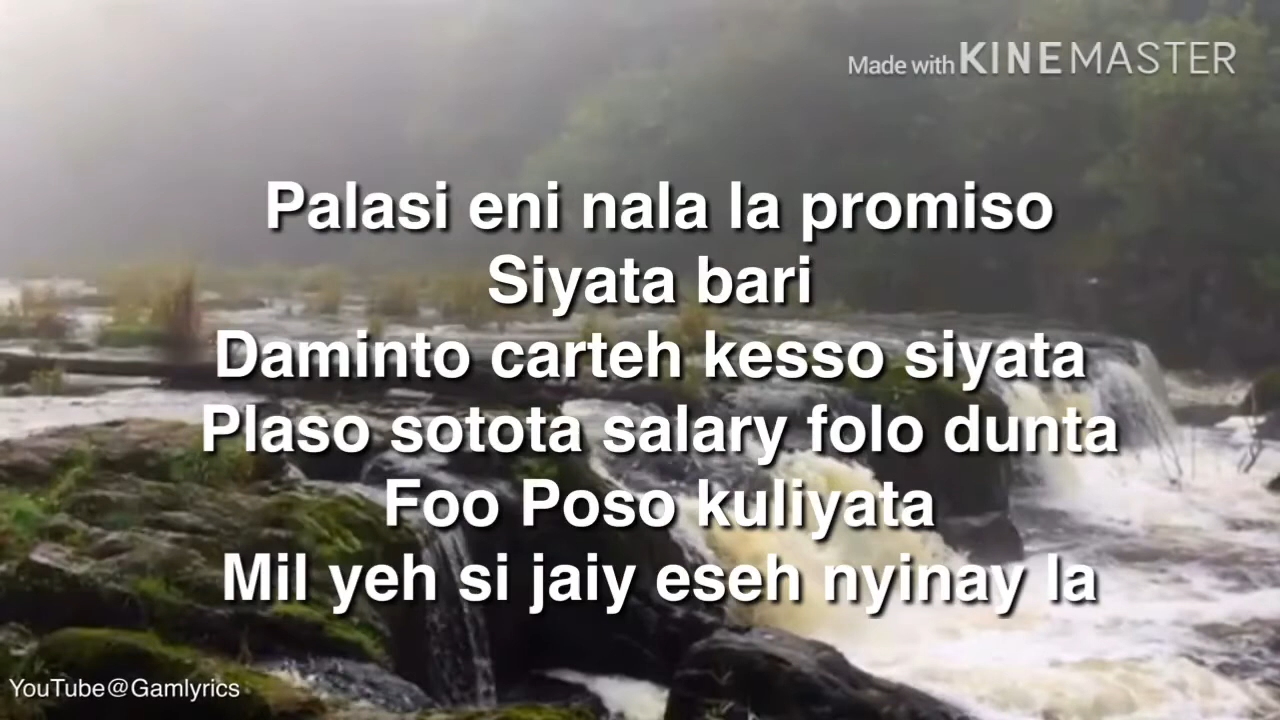 Made with KINEMASTER
Palasi eni nala la promiso
Siyata bari
Daminto carteh kesso siyata
Plaso sotota salary folo dunta
Foo Poso kuliyata
Mil yeh si jaiy eseh nyinay la
YouTube@Gamlyrics